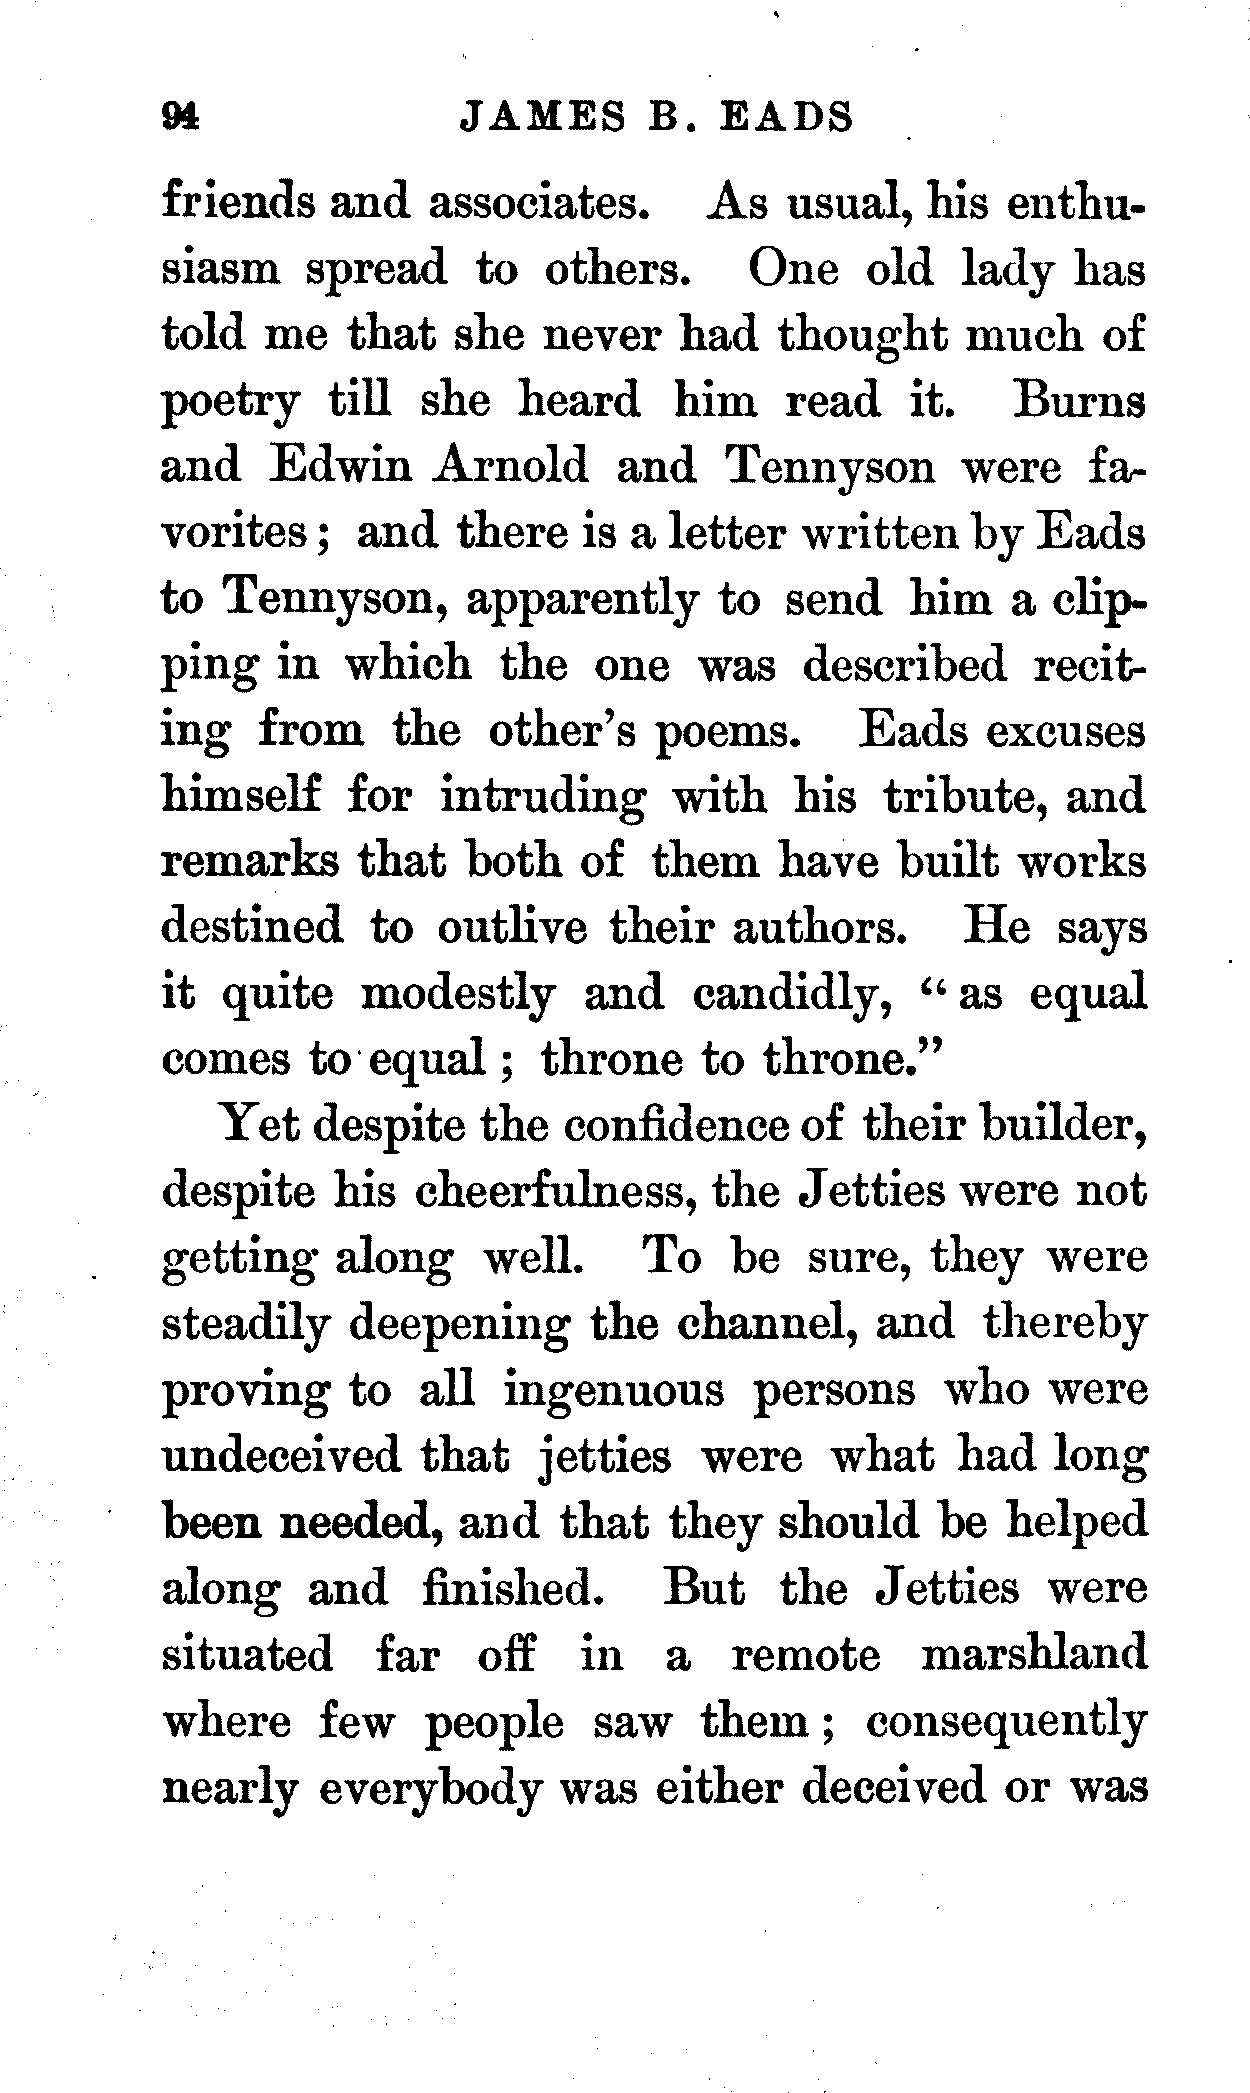 94 JAMES B. EADS
friends and associates. As usual, his enthu-
siasm spread to others. One old lady has
told me that she never had thought much of
poetry till she heard him read it. Burns
and Edwin Arnold and Tennyson were fa-
vorites; and there is a letter written by Eads
to Tennyson, apparently to send him a clip-
ping in which the one was described recit-
ing from the other's poems. Eads excuses
himself for intruding with his tribute, and
remarks that both of them have built works
destined to outlive their authors. He says
it quite modestly and candidly, "as equal
comes to equal; throne to throne."
Yet despite the confidence of their builder,
despite his cheerfulness, the Jetties were not
getting along well. To be sure, they were
steadily deepening the channel, and thereby
proving to all ingenuous persons who were
undeceived that jetties were what had long
been needed, and that they should be helped
along and finished. But the Jetties were
situated far off in a remote marshland
where few people saw them; consequently
nearly everybody was either deceived or was